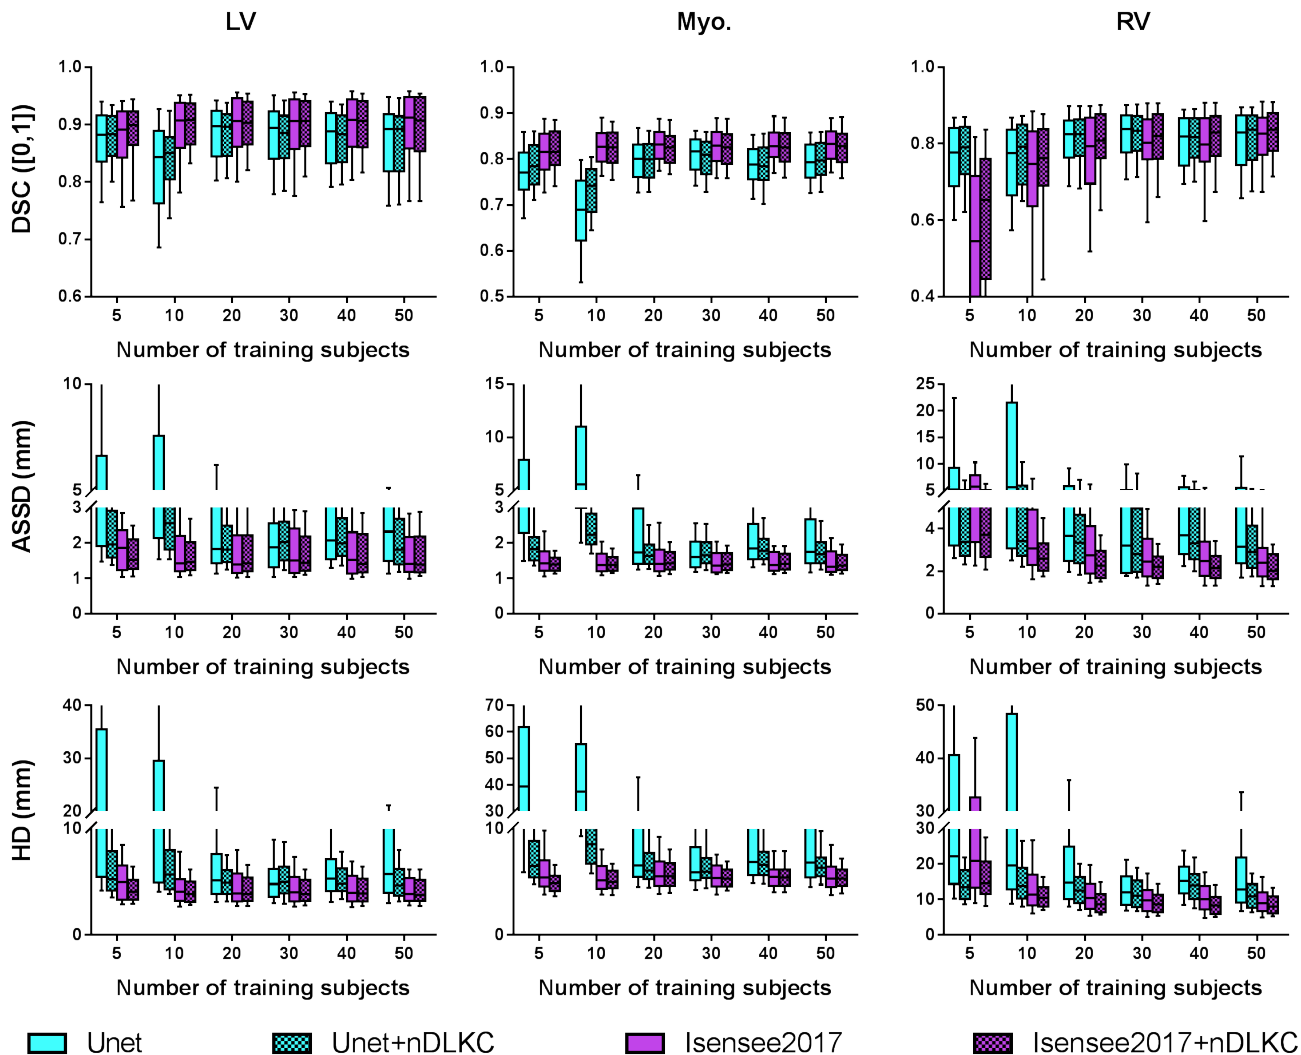 LV Myo. RV
DSC ([0,1])
1.0 1.0 1.0
0.9 0.9 0.8
0.8 0.8 0.6
0.7 0.7 0.4
0.6 0.6
0.5
5 10 20 30 40 50 5 10 20 30 40 50 5 10 20 30 40 50
Number of training subjects Number of training subjects Number of training subjects
ASSD (mm)
10 15 25
5 10 20
3 5 15
2 3 10
1 2 5
0 1 4
0 2
0
5 10 20 30 40 50 5 10 20 30 40 50 5 10 20 30 40 50
Number of training subjects Number of training subjects Number of training subjects
HD (mm)
40 70 50
30 60 40
20 50 30
10 40 30
0 30 20
10 10
0 0
5 10 20 30 40 50 5 10 20 30 40 50 5 10 20 30 40 50
Number of training subjects Number of training subjects Number of training subjects
Unet Unet+nDLKC Isensee2017 Isensee2017+nDLKC